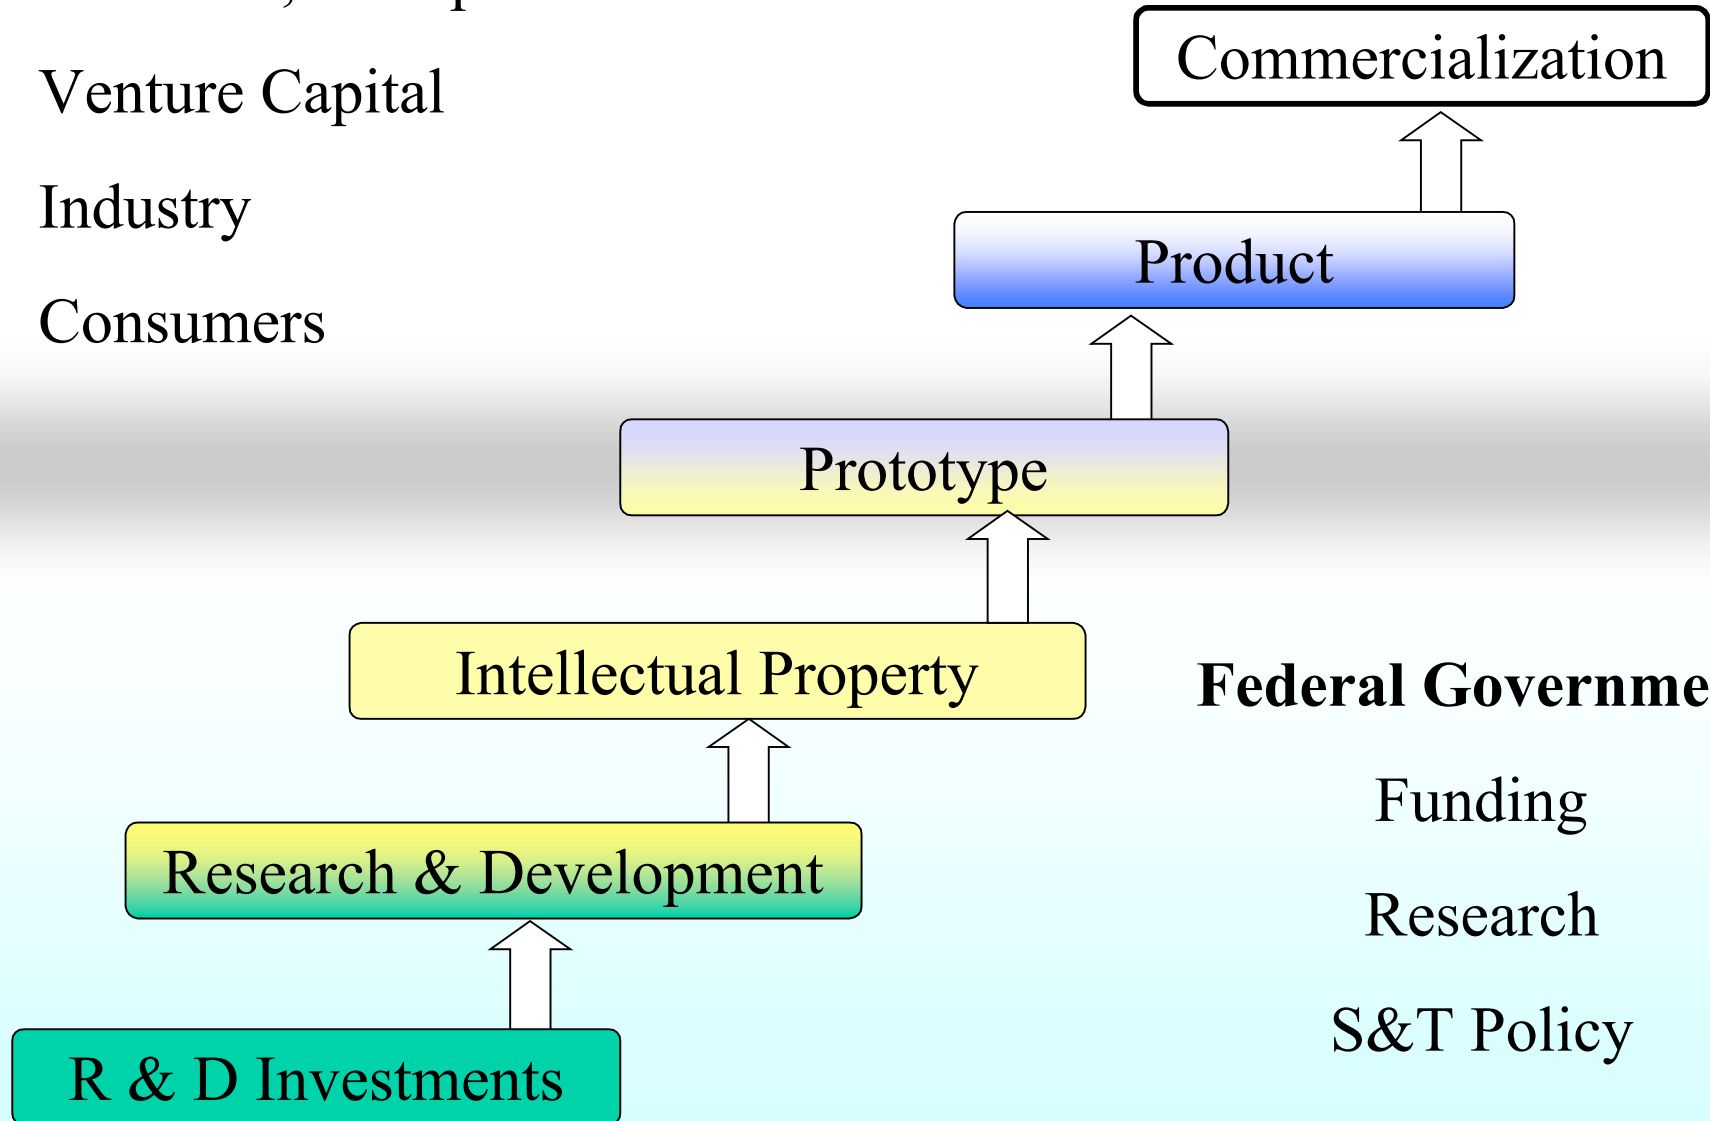 Commercialization
Venture Capital
Industry
Product
Consumers
Prototype
Intellectual Property
Federal Governme
Funding
Research & Development
Research
S&T Policy
R & D Investments